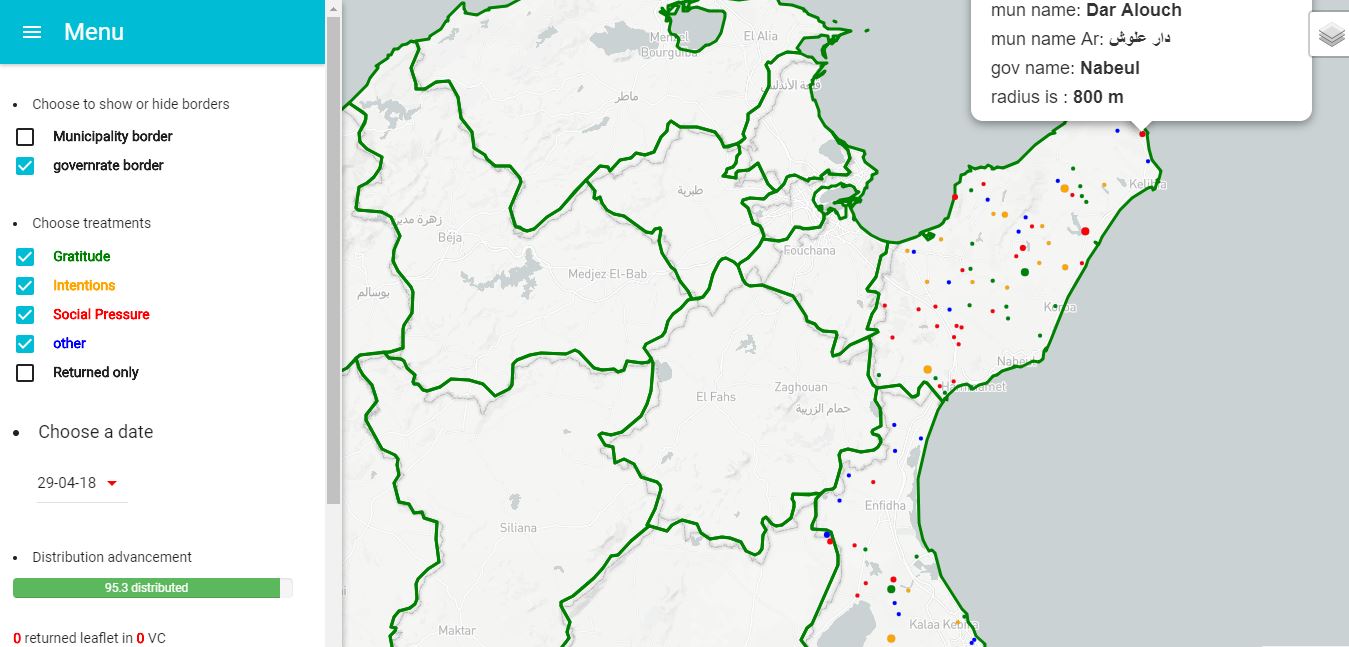 Menu
Choose to show or hide borders
Municipality border
governrate border
Choose treatments
Gratitude
Intentions
Social Pressure
other
Returned only
Choose a date
29-04-18
Distribution advancement
95.3 distributed
0 returned leaflet in 0 VC
mun name: Dar Alouch
mun name Ar: دار علوش
gov name: Nabeul
radius is : 800 m
Menzel
Bourguiba
El Alia
قلعة الأندلس
ماطر
طبرية
زهرة مدين
Béja
Medjez El-Bab
Fouchana
بوسالم
Kelibia
Korba
Nabeul
Hammamet
El Fahs
Zaghouan
حمام الزريبة
Siliana
Enfidha
Maktar
Kalaa Kebira